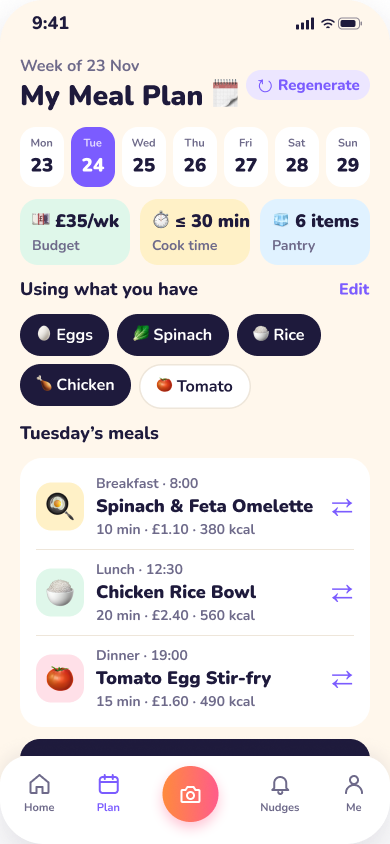 9:41
Week of 23 Nov
My Meal Plan
Regenerate
Mon Tue Wed Thu Fri Sat Sun
23 24 25 26 27 28 29
£35/wk ≤ 30 min 6 items
Budget Cook time Pantry
Using what you have Edit
Eggs Spinach Rice
Chicken Tomato
Tuesday’s meals
Breakfast · 8:00
Spinach & Feta Omelette
10 min · £1.10 · 380 kcal
Lunch · 12:30
Chicken Rice Bowl
20 min · £2.40 · 560 kcal
Dinner · 19:00
Tomato Egg Stir-fry
15 min · £1.60 · 490 kcal
Home Plan Nudges Me